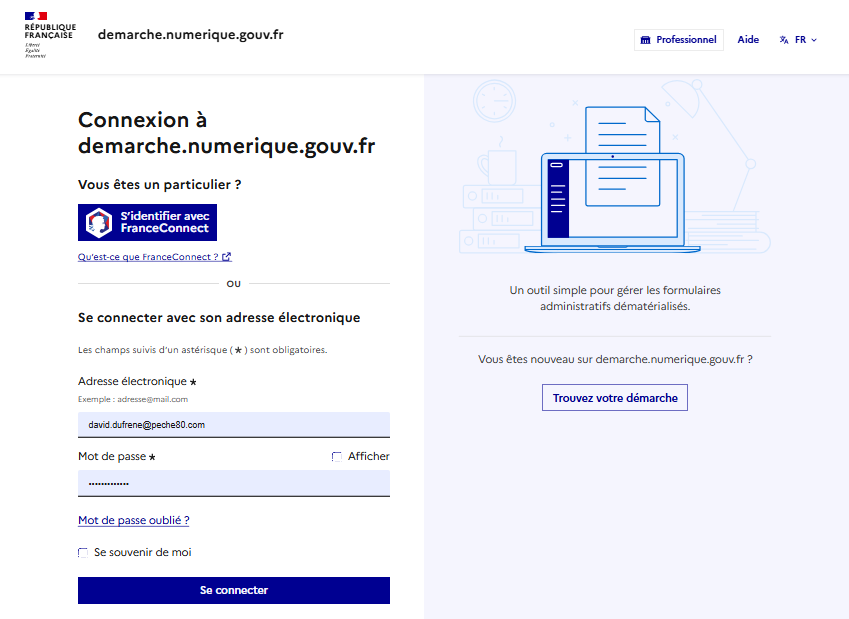 RÉPUBLIQUE
FRANÇAISE
Liberté
Égalité
Fraternité
demarche.numerique.gouv.fr
Professionnel
Aide
FR
Connexion à
demarche.numerique.gouv.fr
Vous êtes un particulier ?
S'identifier avec
FranceConnect
Qu'est-ce que FranceConnect ?
OU
Se connecter avec son adresse électronique
Les champs suivis d'un astérisque ( * ) sont obligatoires.
Adresse électronique *
Exemple : adresse@mail.com
david.dufrene@peche80.com
Mot de passe *
Afficher
•••••••••••••
Mot de passe oublié ?
Se souvenir de moi
Se connecter
Un outil simple pour gérer les formulaires
administratifs dématérialisés.
Vous êtes nouveau sur demarche.numerique.gouv.fr ?
Trouvez votre démarche